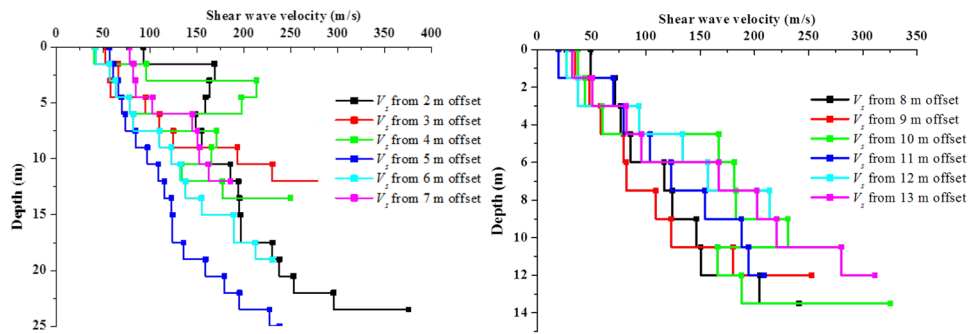 Shear wave velocity (m/s)
0 50 100 150 200 250 300 350 400
0
5
10
15
20
25
Depth (m)
Vs from 2 m offset
Vs from 3 m offset
Vs from 4 m offset
Vs from 5 m offset
Vs from 6 m offset
Vs from 7 m offset
Shear wave velocity (m/s)
0 50 100 150 200 250 300 350
0
2
4
6
8
10
12
14
Depth (m)
Vs from 8 m offset
Vs from 9 m offset
Vs from 10 m offset
Vs from 11 m offset
Vs from 12 m offset
Vs from 13 m offset